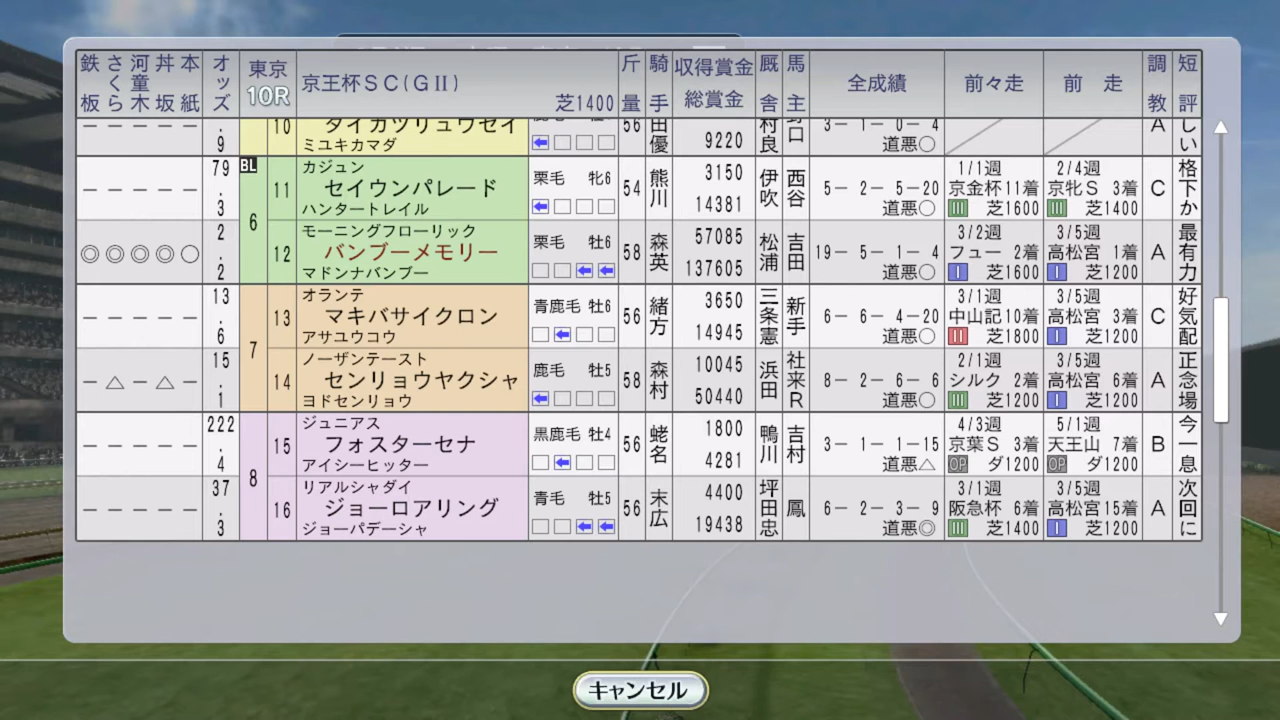 鉄板 さくら 河童木 丼坂 本紙 オッズ 東京 10R 京王杯SC(GⅡ) 芝1400 斤量 騎手 収得賞金 総賞金 厩舎 馬主 全成績 前々走 前走 調教 短評
---- - 9 10 ダイカツリュウセイ ミユキカマダ 56 田優 9220 村良 3-1-0-4 道悪○ A しい
----- 79.3 BL 6 11 カジュン セイウンパレード ハンタートレイル 栗毛 牝6 54 熊川 3150 14381 伊吹 西谷 5-2-5-20 道悪○ 1/1週 京金杯11着 Ⅲ 芝1600 2/4週 京牝S 3着 Ⅲ 芝1400 C 格下か
◎◎◎◎○ 2.2 12 モーニングフローリック バンブーメモリー マドンナバンブー 栗毛 牡6 58 森英 57085 137605 松浦 吉田 19-5-1-4 道悪○ 3/2週 フュー 2着 Ⅰ 芝1600 3/5週 高松宮 1着 Ⅰ 芝1200 A 最有力
----- 13.6 7 13 オランテ マキバサイクロン アサユウコウ 青鹿毛 牡6 56 緒方 3650 14945 三条憲 新手 6-6-4-20 道悪○ 3/1週 中山記10着 Ⅱ 芝1800 3/5週 高松宮 3着 Ⅰ 芝1200 C 好気配
-△-△- 15.1 14 ノーザンテースト センリョウヤクシャ ヨドセンリョウ 鹿毛 牡5 58 森村 10045 50440 浜田 社来R 8-2-6-6 道悪○ 2/1週 シルク 2着 Ⅲ 芝1200 3/5週 高松宮 6着 Ⅰ 芝1200 A 正念場
----- 222.4 8 15 ジュニアス フォスターセナ アイシーヒッター 黒鹿毛 牡4 56 蛯名 1800 4281 鴨川 吉村 3-1-1-15 道悪△ 4/3週 京葉S 3着 OP ダ1200 5/1週 天王山 7着 OP ダ1200 B 今一息
----- 37.3 16 リアルシャダイ ジョーロアリング ジョーパデーシャ 青毛 牡5 56 末広 4400 19438 坪田忠 鳳 6-2-3-9 道悪◎ 3/1週 阪急杯 6着 Ⅲ 芝1400 3/5週 高松宮15着 Ⅰ 芝1200 A 次回に
キャンセル